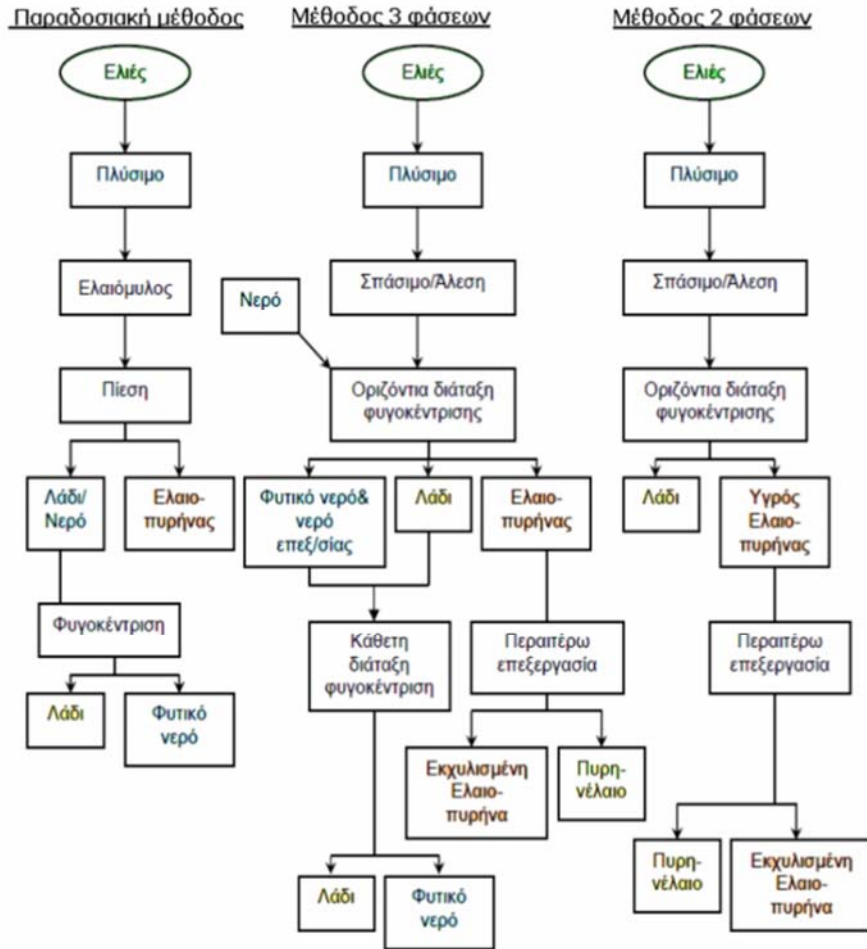 Παραδοσιακή μέθοδος
Μέθοδος 3 φάσεων
Μέθοδος 2 φάσεων
Ελιές
Ελιές
Ελιές
Πλύσιμο
Πλύσιμο
Πλύσιμο
Ελαιόμυλος
Νερό
Σπάσιμο/Άλεση
Σπάσιμο/Άλεση
Πίεση
Οριζόντια διάταξη
φυγοκέντρισης
Οριζόντια διάταξη
φυγοκέντρισης
Λάδι/
Νερό
Ελαιο-
πυρήνας
Φυτικό νερό&
νερό
επεξ/σίας
Λάδι
Ελαιο-
πυρήνας
Λάδι
Υγρός
Ελαιο-
πυρήνας
Φυγοκέντριση
Κάθετη
διάταξη
φυγοκέντριση
Περαιτέρω
επεξεργασία
Περαιτέρω
επεξεργασία
Λάδι
Φυτικό
νερό
Εκχυλισμένη
Ελαιο-
πυρήνα
Πυρη-
νέλαιο
Πυρη-
νέλαιο
Εκχυλισμένη
Ελαιο-
πυρήνα
Λάδι
Φυτικό
νερό